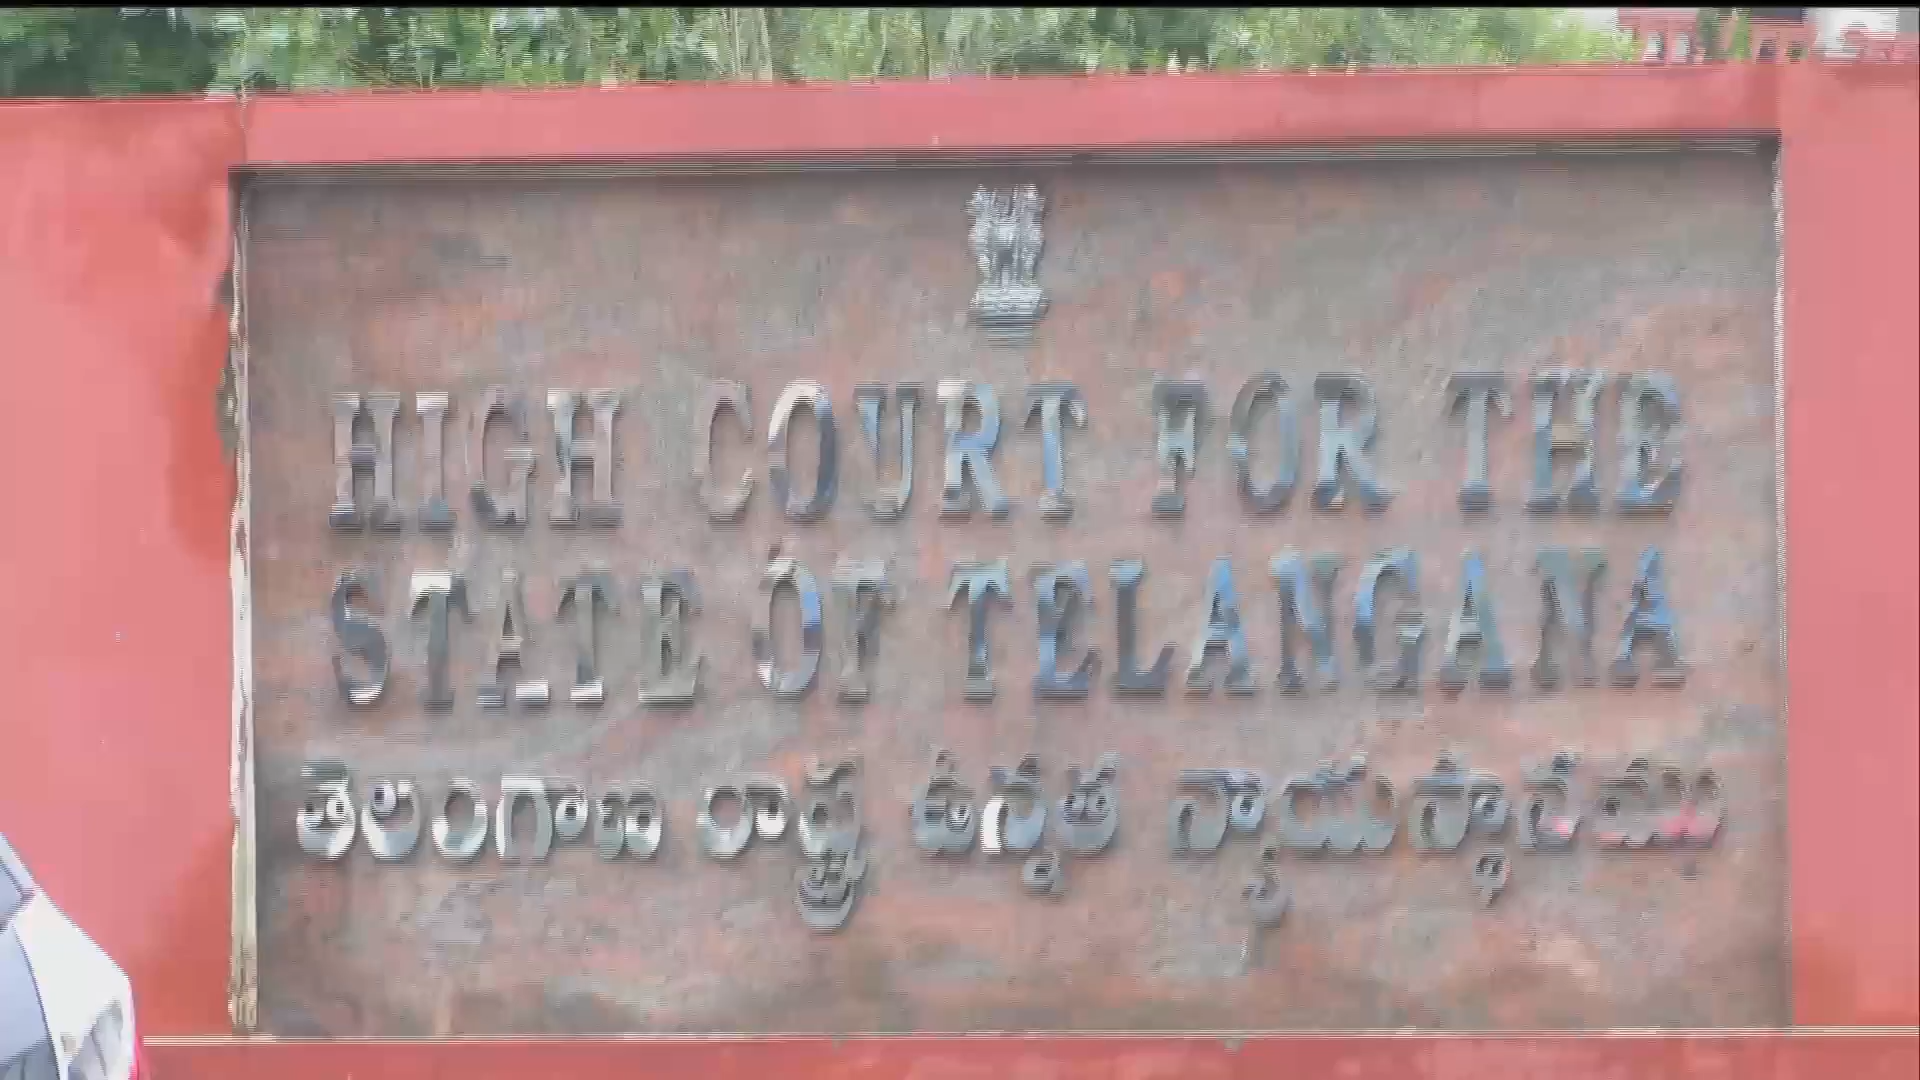 HIGH COURT FOR THE
STATE OF TELANGANA
తెలంగాణ రాష్ట్ర ఉన్నత న్యాయస్థానము